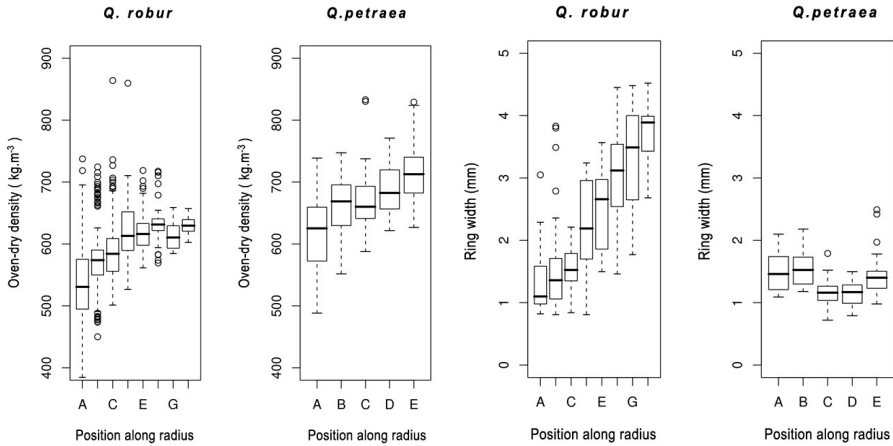 Q. robur
Oven-dry density ( kg.m-3 )
900
800
700
600
500
400
A C E G
Position along radius
Q.petraea
Oven-dry density ( kg.m-3 )
900
800
700
600
500
400
A B C D E
Position along radius
Q. robur
Ring width (mm)
5
4
3
2
1
0
A C E G
Position along radius
Q.petraea
Ring width (mm)
5
4
3
2
1
0
A B C D E
Position along radius